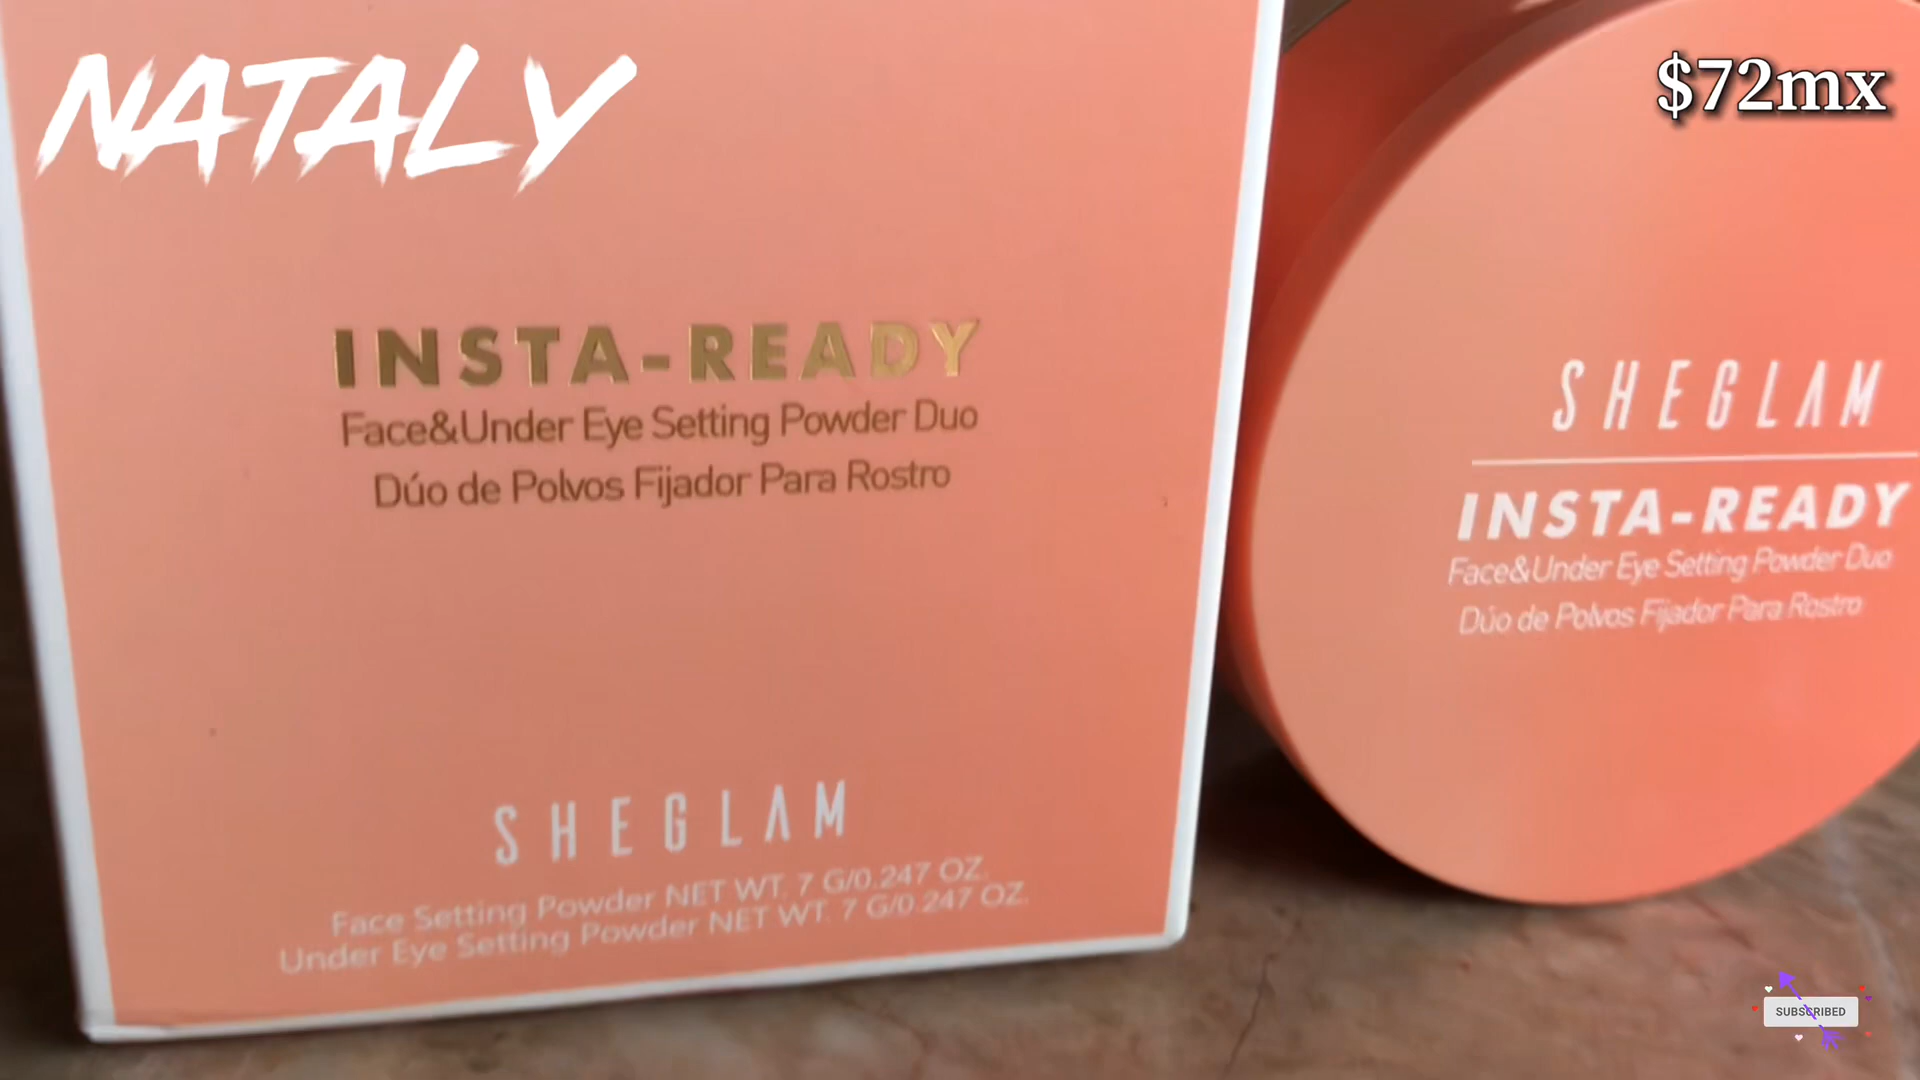 NATALY
$72mx
INSTA-READY
Face&Under Eye Setting Powder Duo
Dúo de Polvos Fijador Para Rostro
SHEGLAM
Face Setting Powder NET WT. 7 G/0.247 OZ.
Under Eye Setting Powder NET WT. 7 G/0.247 OZ.
SHEGLAM
INSTA-READY
Face&Under Eye Setting Powder Duo
Dúo de Polvos Fijador Para Rostro
SUBSCRIBED